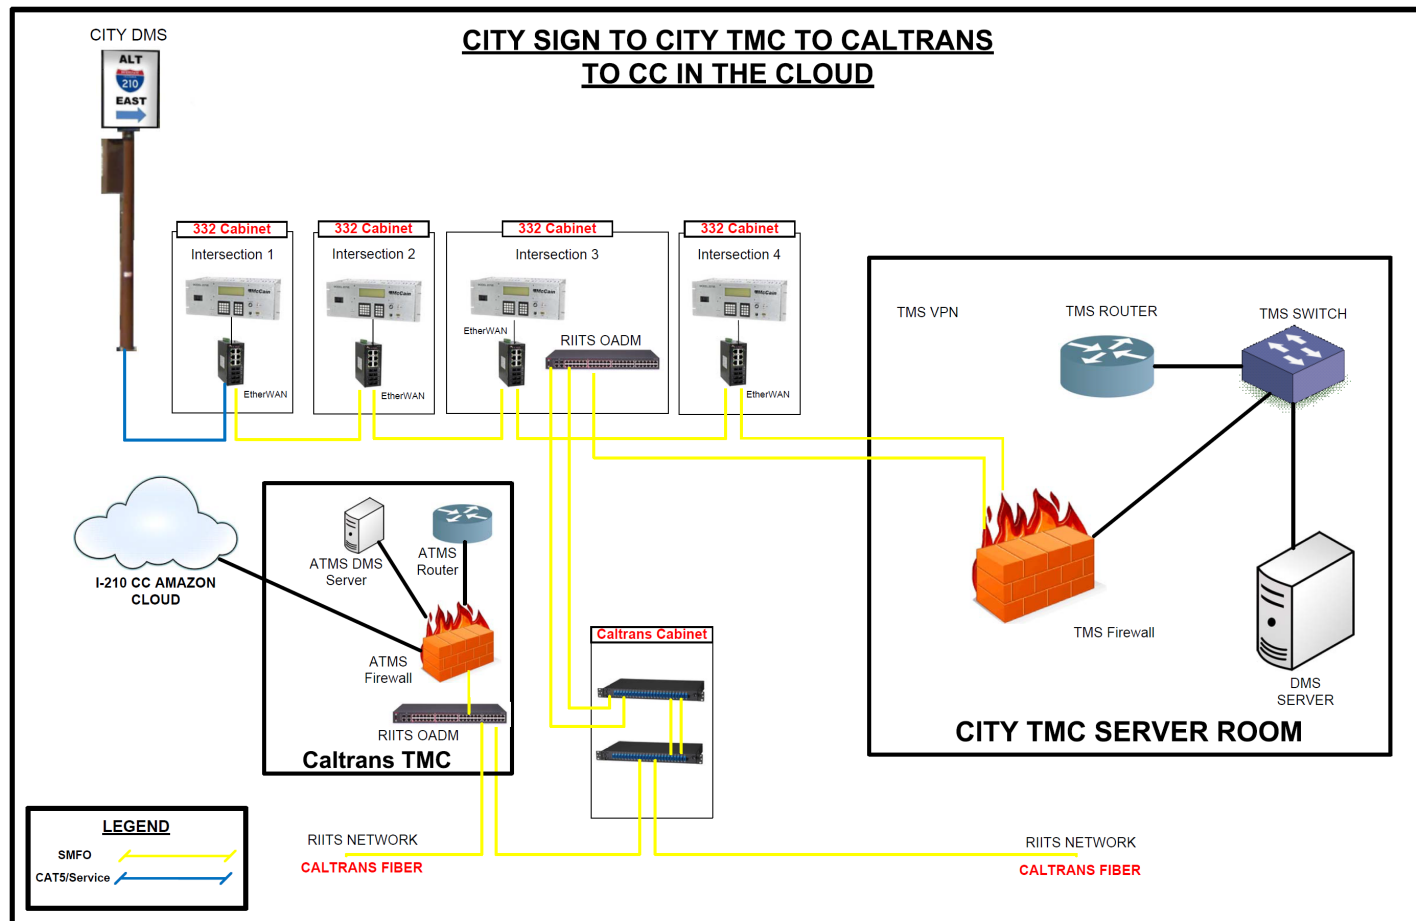 CITY SIGN TO CITY TMC TO CALTRANS
TO CC IN THE CLOUD
CITY DMS
ALT
210
EAST
332 Cabinet
Intersection 1
McCain
EtherWAN
332 Cabinet
Intersection 2
McCain
EtherWAN
332 Cabinet
Intersection 3
McCain
EtherWAN
RIITS OADM
332 Cabinet
Intersection 4
McCain
EtherWAN
TMS VPN
TMS ROUTER
TMS SWITCH
TMS Firewall
DMS
SERVER
CITY TMC SERVER ROOM
I-210 CC AMAZON
CLOUD
ATMS DMS
Server
ATMS
Router
ATMS
Firewall
RIITS OADM
Caltrans TMC
Caltrans Cabinet
LEGEND
SMFO
CAT5/Service
RIITS NETWORK
CALTRANS FIBER
RIITS NETWORK
CALTRANS FIBER